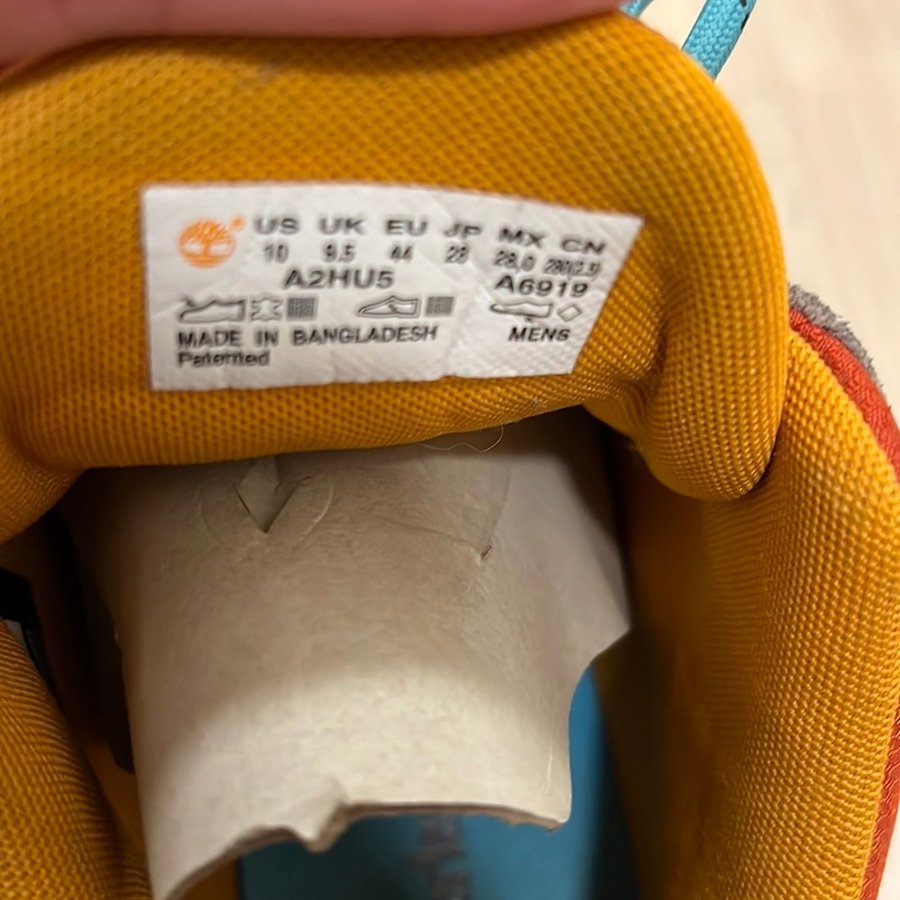 US UK EU JP MX CN
10 9.5 44 28 28.0 280(2.5)
A2HU5 A6919
MADE IN BANGLADESH MENS
Patented